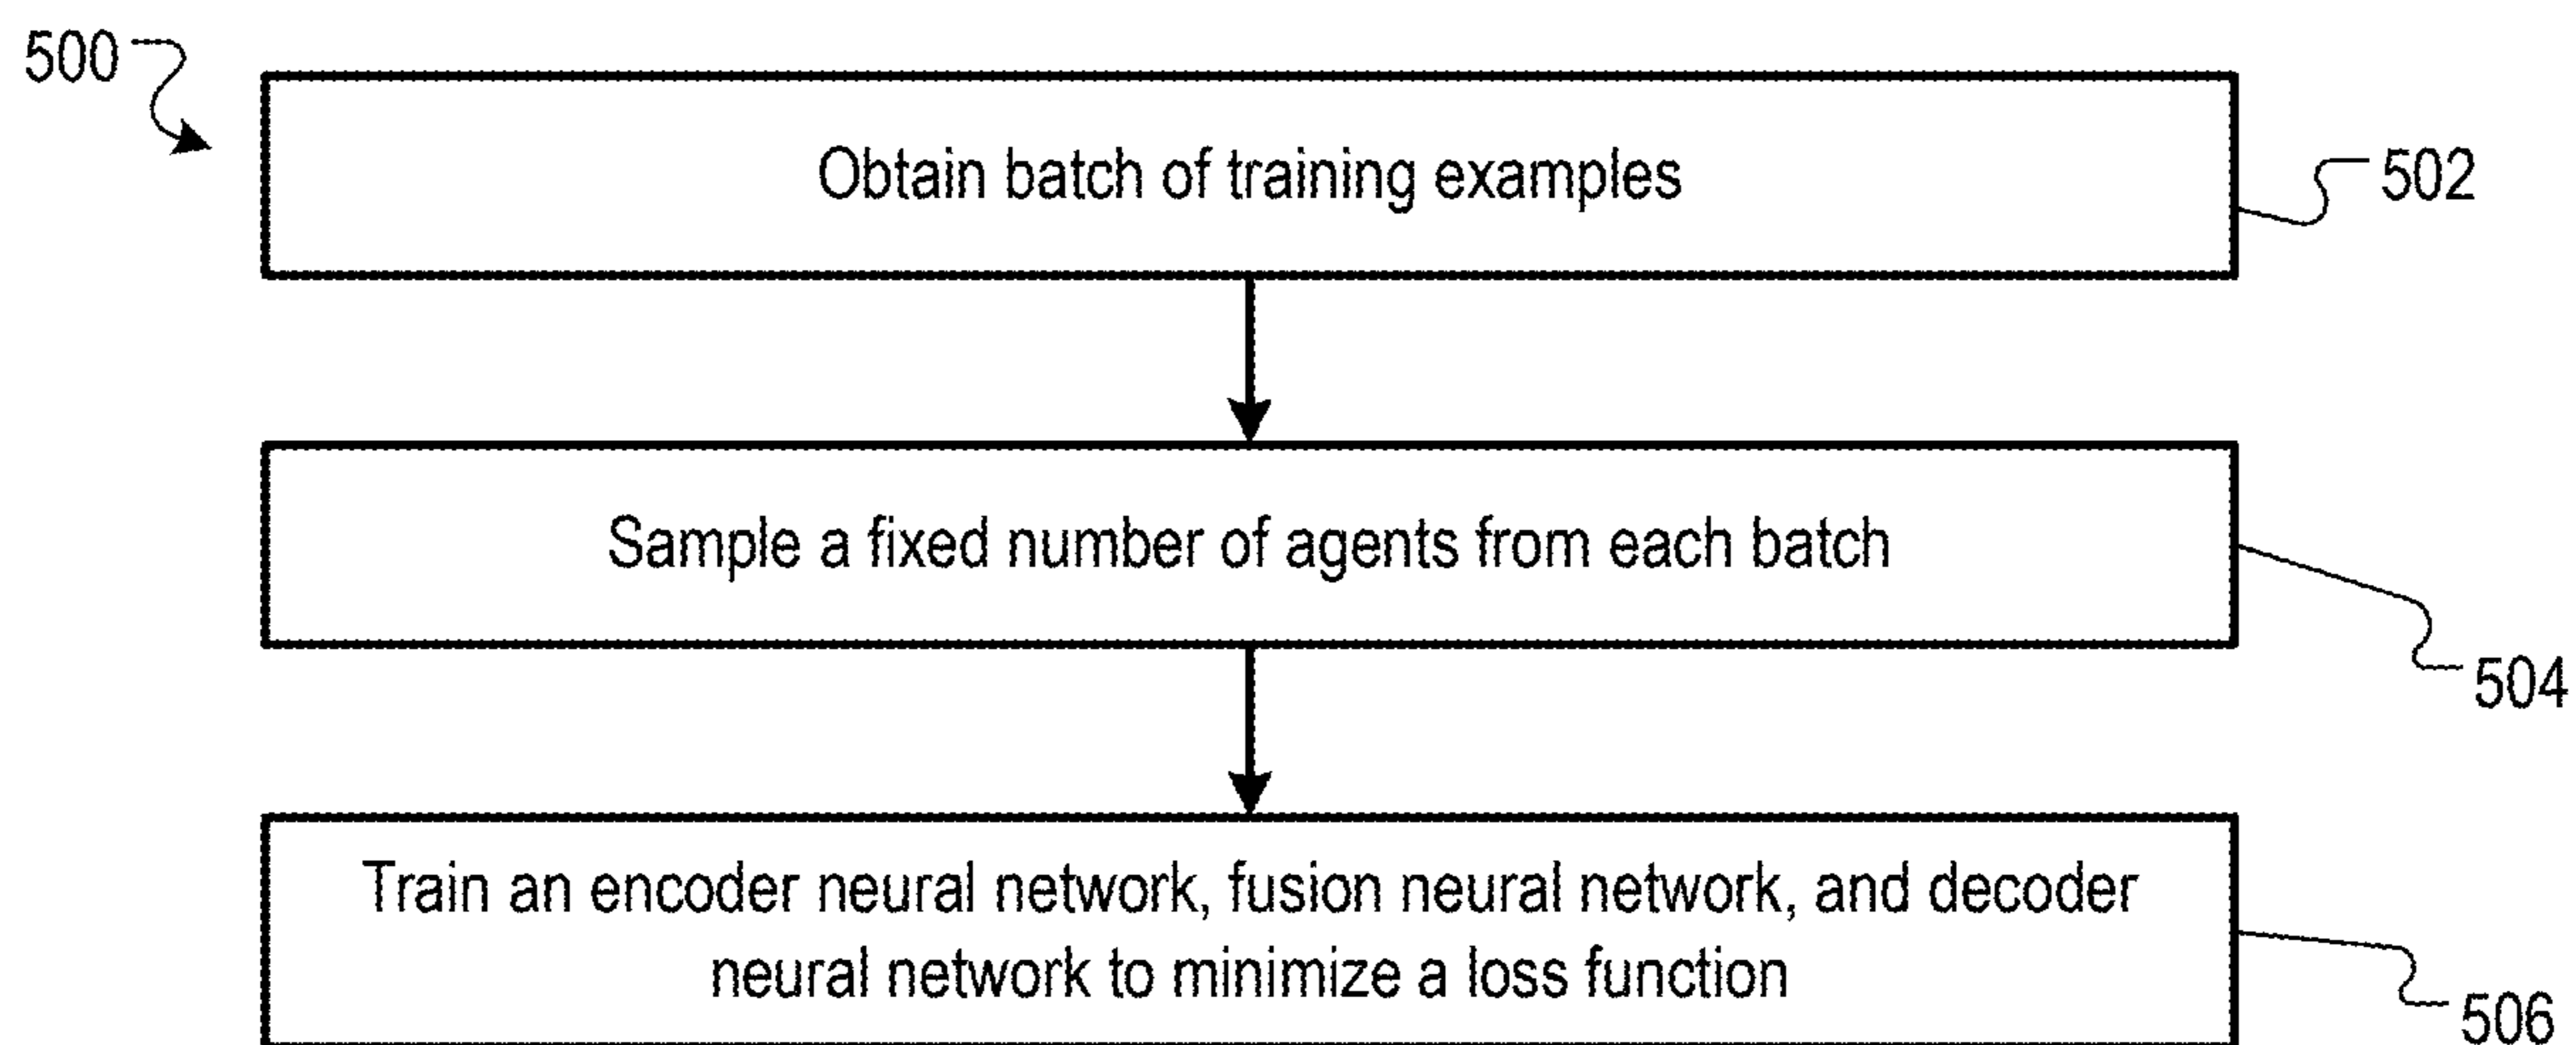 500
Obtain batch of training examples
502
Sample a fixed number of agents from each batch
504
Train an encoder neural network, fusion neural network, and decoder
neural network to minimize a loss function
506